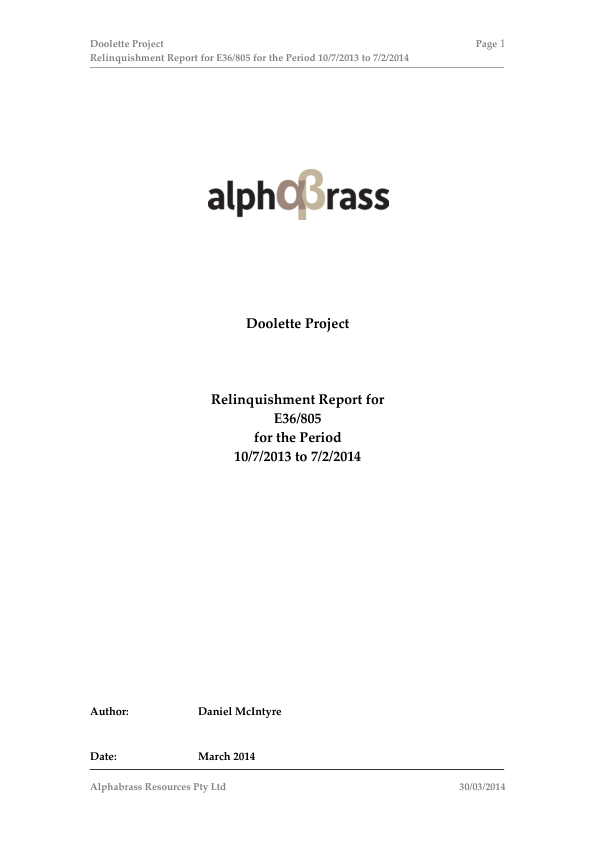 Doolette Project Page 1
Relinquishment Report for E36/805 for the Period 10/7/2013 to 7/2/2014
alphαβrass
Doolette Project
Relinquishment Report for
E36/805
for the Period
10/7/2013 to 7/2/2014
Author: Daniel McIntyre
Date: March 2014
Alphabrass Resources Pty Ltd 30/03/2014